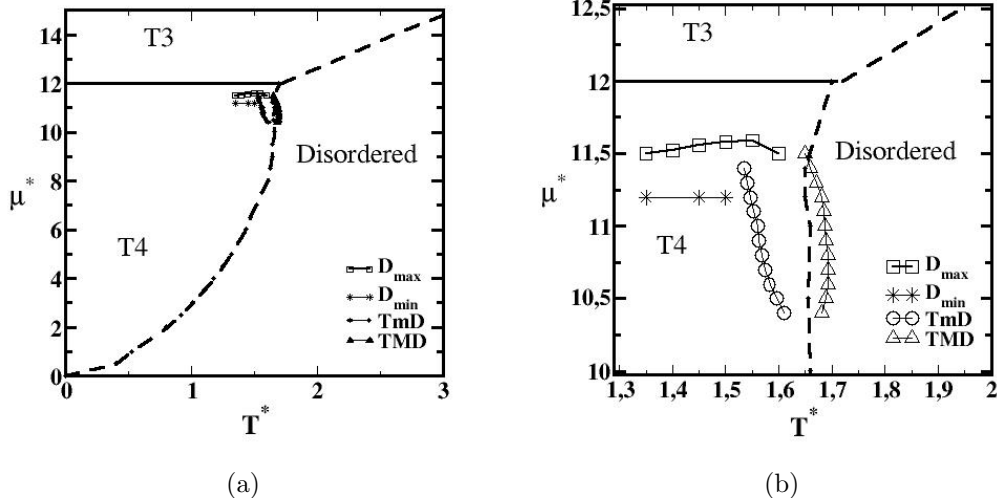 T3
14
12
10
8
6
4
2
0
μ*
Disordered
T4
D_max
D_min
TmD
TMD
0 1 2 3
T*
(a)
12,5
12
11,5
11
10,5
10
μ*
T3
Disordered
T4
D_max
D_min
TmD
TMD
1,3 1,4 1,5 1,6 1,7 1,8 1,9 2
T*
(b)